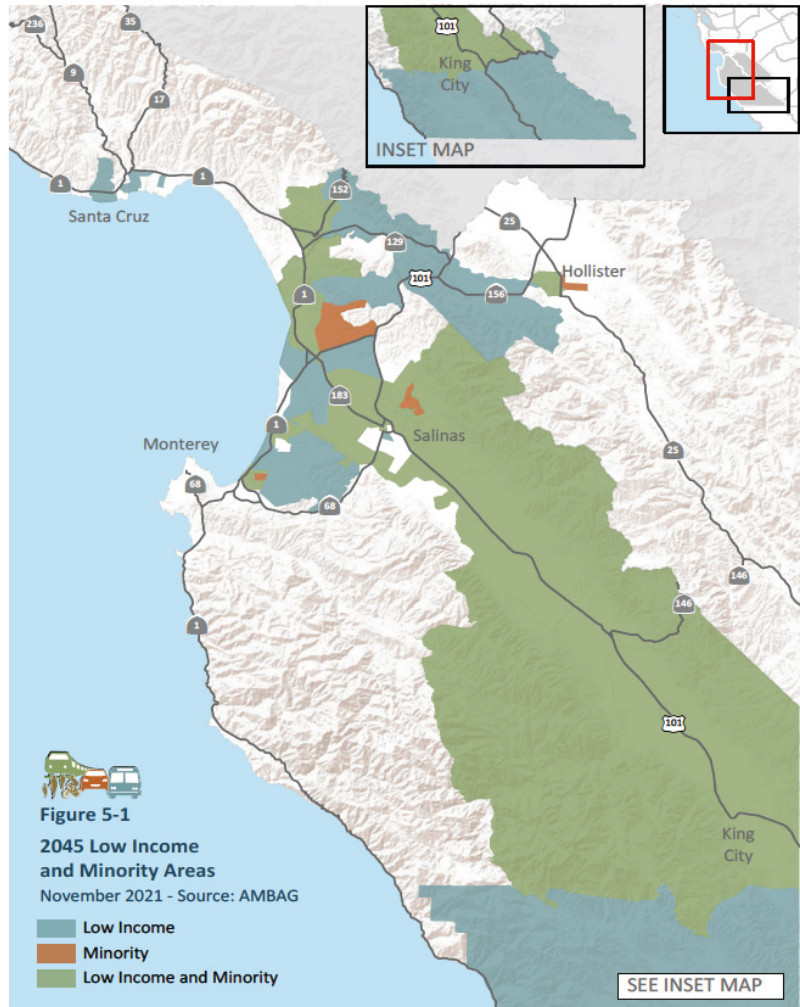 236
35
9
17
1
1
Santa Cruz
101
King
City
INSET MAP
152
129
25
101
156
Hollister
1
183
1
Salinas
Monterey
68
68
25
146
146
1
101
King
City
Figure 5-1
2045 Low Income
and Minority Areas
November 2021 - Source: AMBAG
Low Income
Minority
Low Income and Minority
SEE INSET MAP